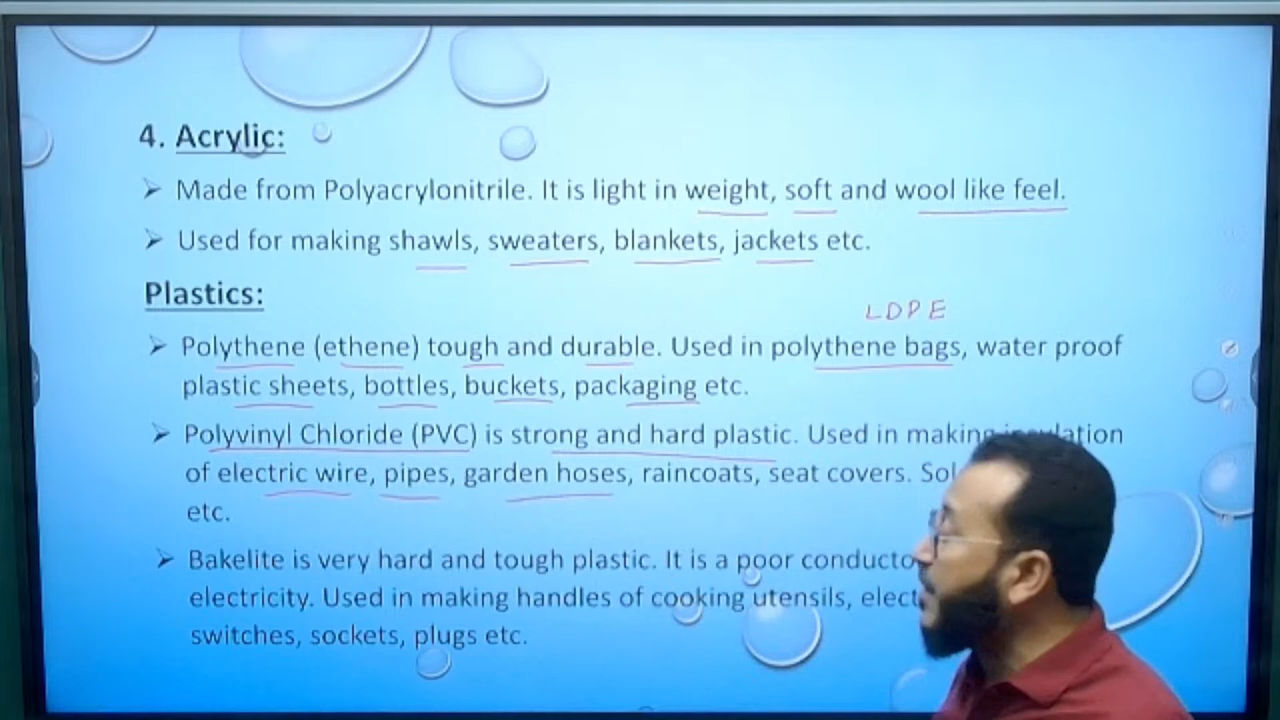 4. Acrylic:
➢ Made from Polyacrylonitrile. It is light in weight, soft and wool like feel.
➢ Used for making shawls, sweaters, blankets, jackets etc.
Plastics:
LDPE
➢ Polythene (ethene) tough and durable. Used in polythene bags, water proof
plastic sheets, bottles, buckets, packaging etc.
➢ Polyvinyl Chloride (PVC) is strong and hard plastic. Used in making insulation
of electric wire, pipes, garden hoses, raincoats, seat covers.
etc.
➢ Bakelite is very hard and tough plastic. It is a poor
electricity. Used in making handles of cooking utensils,
switches, sockets, plugs etc.